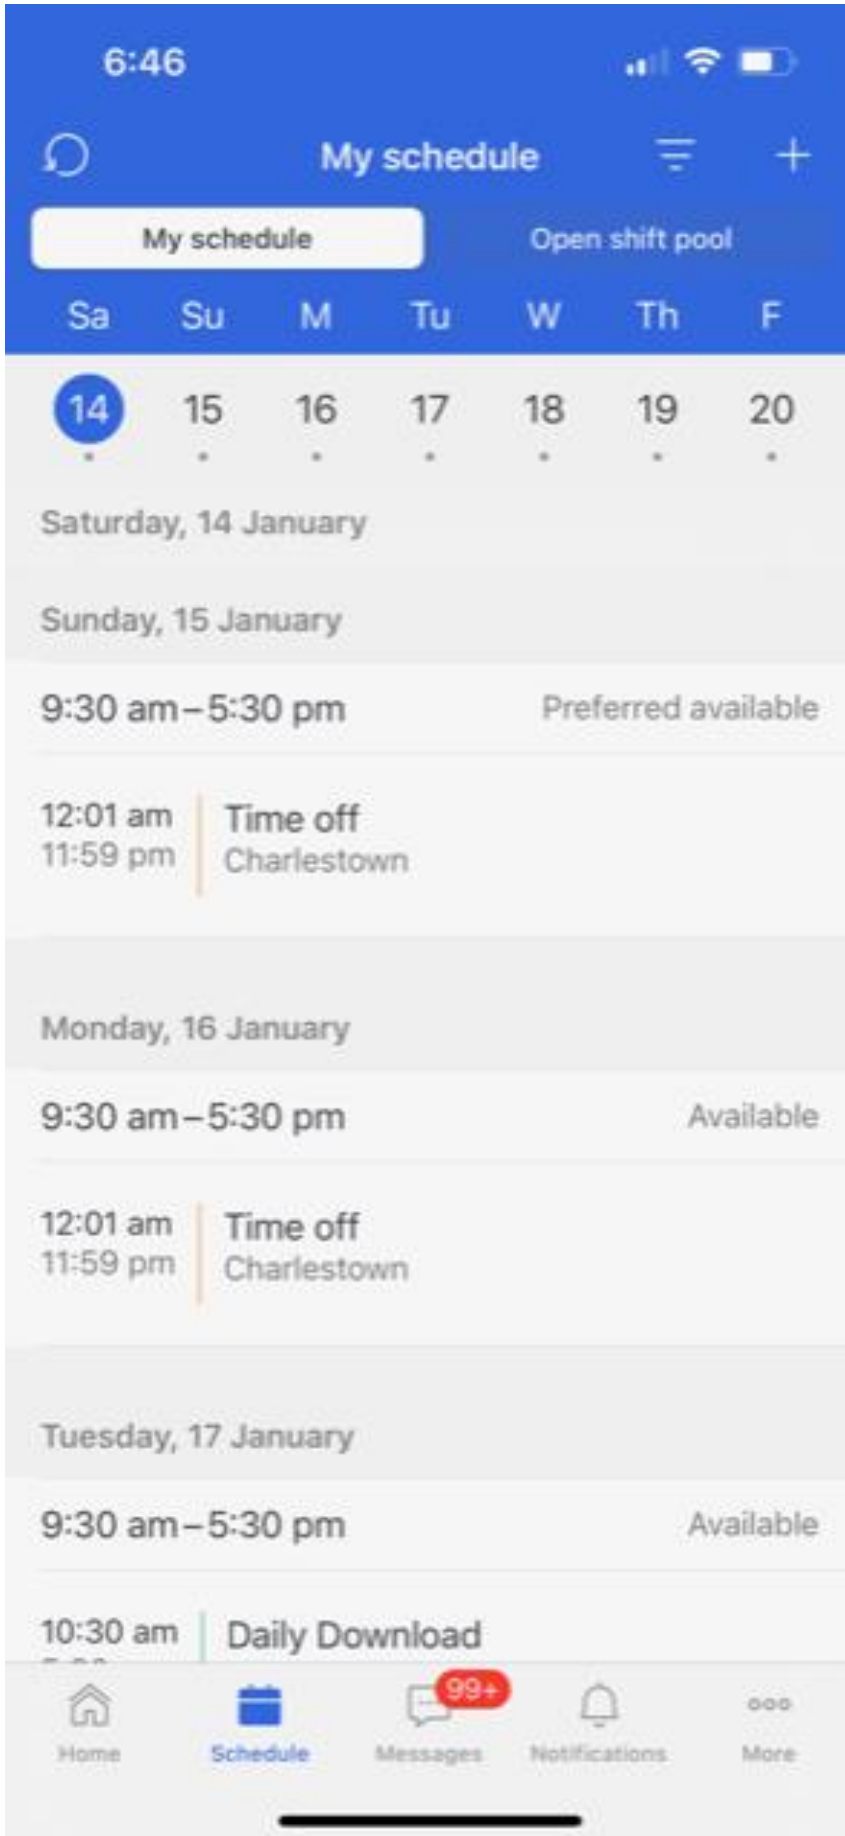 6:46
My schedule
My schedule Open shift pool
Sa Su M Tu W Th F
14 15 16 17 18 19 20
Saturday, 14 January
Sunday, 15 January
9:30 am–5:30 pm Preferred available
12:01 am Time off
11:59 pm Charlestown
Monday, 16 January
9:30 am–5:30 pm Available
12:01 am Time off
11:59 pm Charlestown
Tuesday, 17 January
9:30 am–5:30 pm Available
10:30 am Daily Download
99+
Home Schedule Messages Notifications More